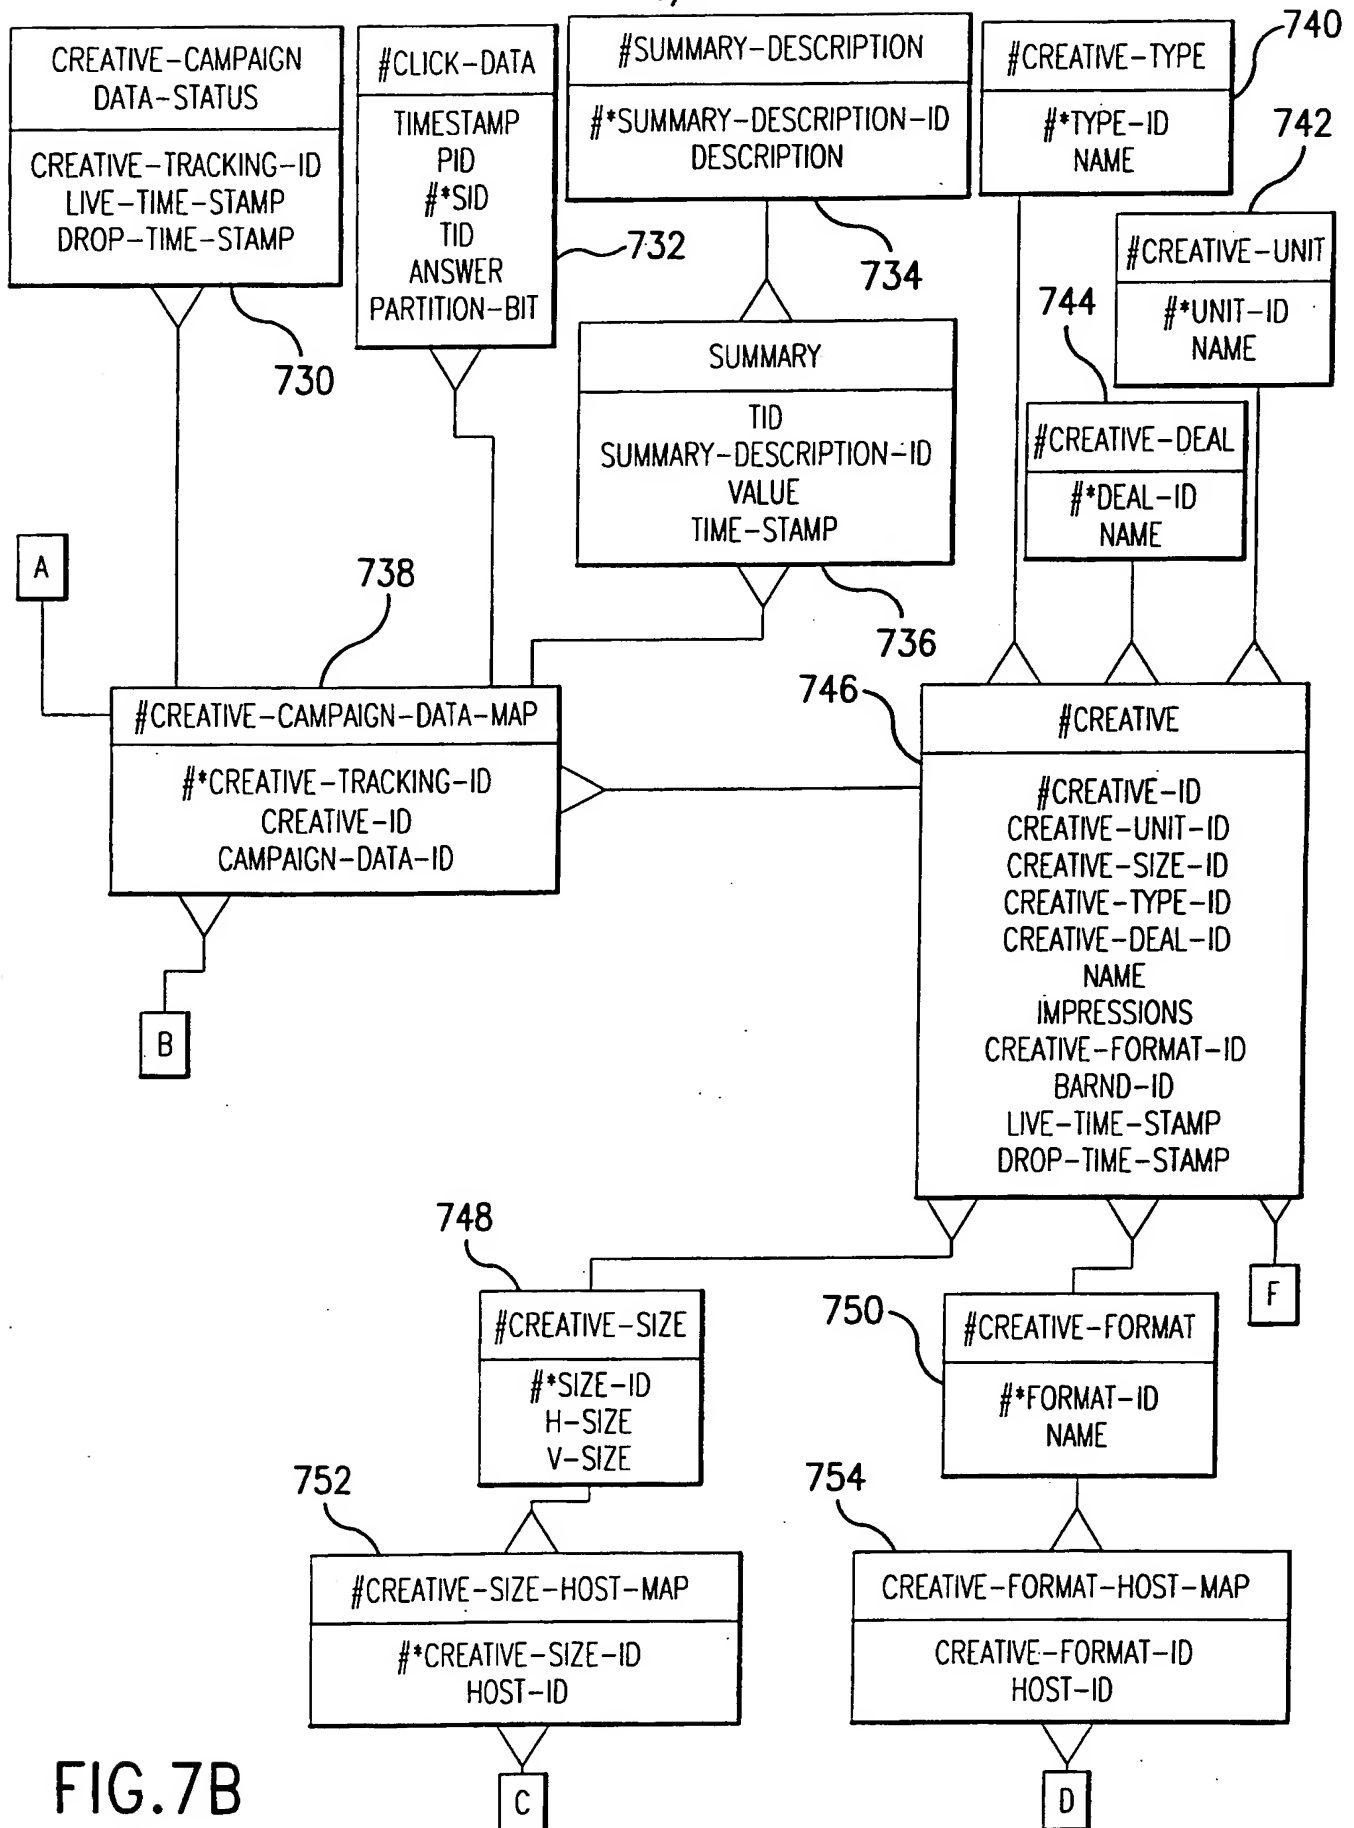 CREATIVE-CAMPAIGN
DATA-STATUS
CREATIVE-TRACKING-ID
LIVE-TIME-STAMP
DROP-TIME-STAMP
730
#CLICK-DATA
TIMESTAMP
PID
#*SID
TID
ANSWER
PARTITION-BIT
732
#SUMMARY-DESCRIPTION
#*SUMMARY-DESCRIPTION-ID
DESCRIPTION
734
#CREATIVE-TYPE
#*TYPE-ID
NAME
740
742
#CREATIVE-UNIT
#*UNIT-ID
NAME
744
#CREATIVE-DEAL
#*DEAL-ID
NAME
SUMMARY
TID
SUMMARY-DESCRIPTION-ID
VALUE
TIME-STAMP
736
A
738
#CREATIVE-CAMPAIGN-DATA-MAP
#*CREATIVE-TRACKING-ID
CREATIVE-ID
CAMPAIGN-DATA-ID
B
746
#CREATIVE
#CREATIVE-ID
CREATIVE-UNIT-ID
CREATIVE-SIZE-ID
CREATIVE-TYPE-ID
CREATIVE-DEAL-ID
NAME
IMPRESSIONS
CREATIVE-FORMAT-ID
BARND-ID
LIVE-TIME-STAMP
DROP-TIME-STAMP
748
#CREATIVE-SIZE
#*SIZE-ID
H-SIZE
V-SIZE
750
#CREATIVE-FORMAT
#*FORMAT-ID
NAME
F
752
#CREATIVE-SIZE-HOST-MAP
#*CREATIVE-SIZE-ID
HOST-ID
754
CREATIVE-FORMAT-HOST-MAP
CREATIVE-FORMAT-ID
HOST-ID
C
D
FIG.7B